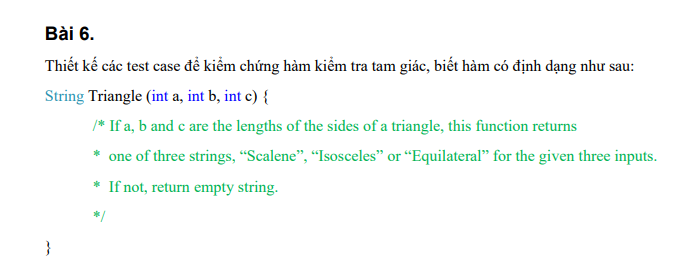 Bài 6.
Thiết kế các test case để kiểm chứng hàm kiểm tra tam giác, biết hàm có định dạng như sau:
String Triangle (int a, int b, int c) {
/* If a, b and c are the lengths of the sides of a triangle, this function returns
* one of three strings, “Scalene”, “Isosceles” or “Equilateral” for the given three inputs.
* If not, return empty string.
*/
}